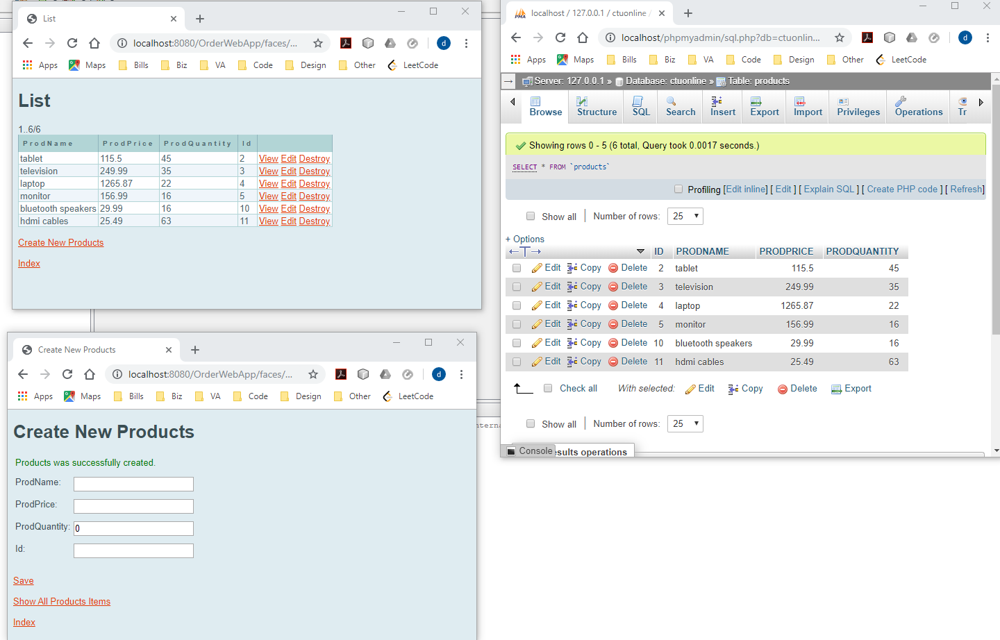 List
localhost:8080/OrderWebApp/faces/...
d
Apps Maps Bills Biz VA Code Design Other LeetCode
List
1..6/6
ProdName ProdPrice ProdQuantity Id
tablet 115.5 45 2 View Edit Destroy
television 249.99 35 3 View Edit Destroy
laptop 1265.87 22 4 View Edit Destroy
monitor 156.99 16 5 View Edit Destroy
bluetooth speakers 29.99 16 10 View Edit Destroy
hdmi cables 25.49 63 11 View Edit Destroy
Create New Products
Index
Create New Products
localhost:8080/OrderWebApp/faces/...
d
Apps Maps Bills Biz VA Code Design Other LeetCode
Create New Products
Products was successfully created.
ProdName:
ProdPrice:
ProdQuantity: 0
Id:
Save
Show All Products Items
Index
PMA localhost / 127.0.0.1 / ctuonline /
localhost/phpmyadmin/sql.php?db=ctuonlin...
d
Apps Maps Bills Biz VA Code Design Other LeetCode
Server: 127.0.0.1 » Database: ctuonline » Table: products
Browse Structure SQL Search Insert Export Import Privileges Operations Tr
Showing rows 0 - 5 (6 total, Query took 0.0017 seconds.)
SELECT * FROM `products`
Profiling [Edit inline] [ Edit ] [ Explain SQL ] [ Create PHP code ] [ Refresh]
Show all | Number of rows: 25
+ Options
←T→ ID PRODNAME PRODPRICE PRODQUANTITY
Edit Copy Delete 2 tablet 115.5 45
Edit Copy Delete 3 television 249.99 35
Edit Copy Delete 4 laptop 1265.87 22
Edit Copy Delete 5 monitor 156.99 16
Edit Copy Delete 10 bluetooth speakers 29.99 16
Edit Copy Delete 11 hdmi cables 25.49 63
Check all With selected: Edit Copy Delete Export
Show all | Number of rows: 25
Console esults operations